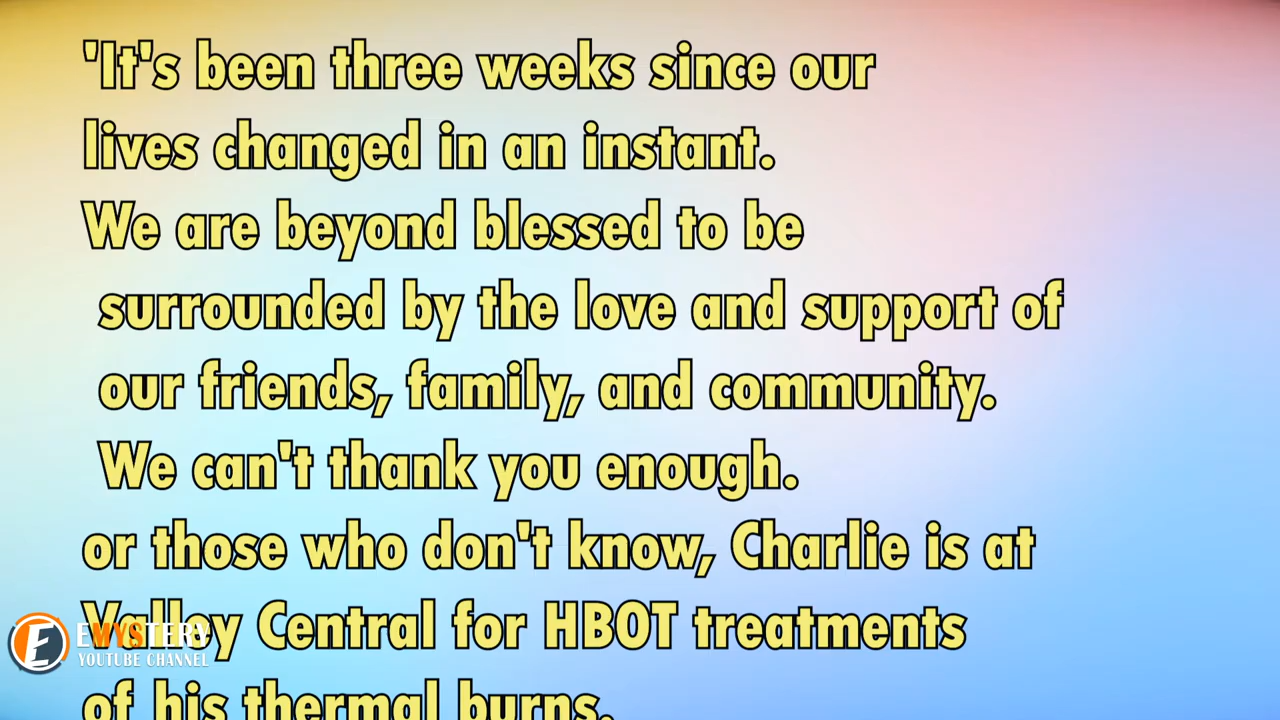 'It's been three weeks since our
lives changed in an instant.
We are beyond blessed to be
surrounded by the love and support of
our friends, family, and community.
We can't thank you enough.
or those who don't know, Charlie is at
Valley Central for HBOT treatments
of his thermal burns.
E EMYSTERY
YOUTUBE CHANNEL